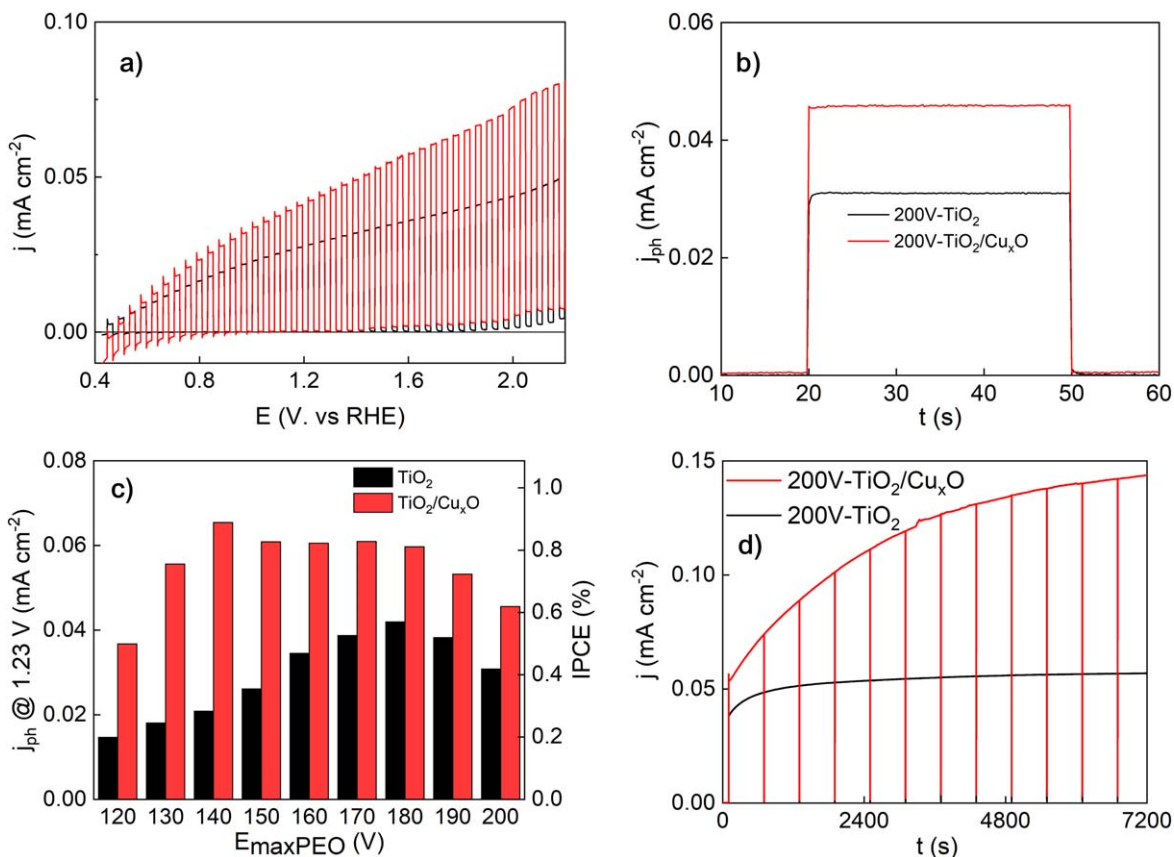 a)
0.10
0.05
0.00
j (mA cm⁻²)
0.4 0.8 1.2 1.6 2.0
E (V. vs RHE)
b)
0.06
0.04
0.02
0.00
j_ph (mA cm⁻²)
200V-TiO₂
200V-TiO₂/CuₓO
10 20 30 40 50 60
t (s)
c)
0.08
0.06
0.04
0.02
0.00
j_ph @ 1.23 V (mA cm⁻²)
TiO₂
TiO₂/CuₓO
1.0
0.8
0.6
0.4
0.2
0.0
IPCE (%)
120 130 140 150 160 170 180 190 200
EmaxPEO (V)
d)
0.15
0.10
0.05
0.00
j (mA cm⁻²)
200V-TiO₂/CuₓO
200V-TiO₂
0 2400 4800 7200
t (s)